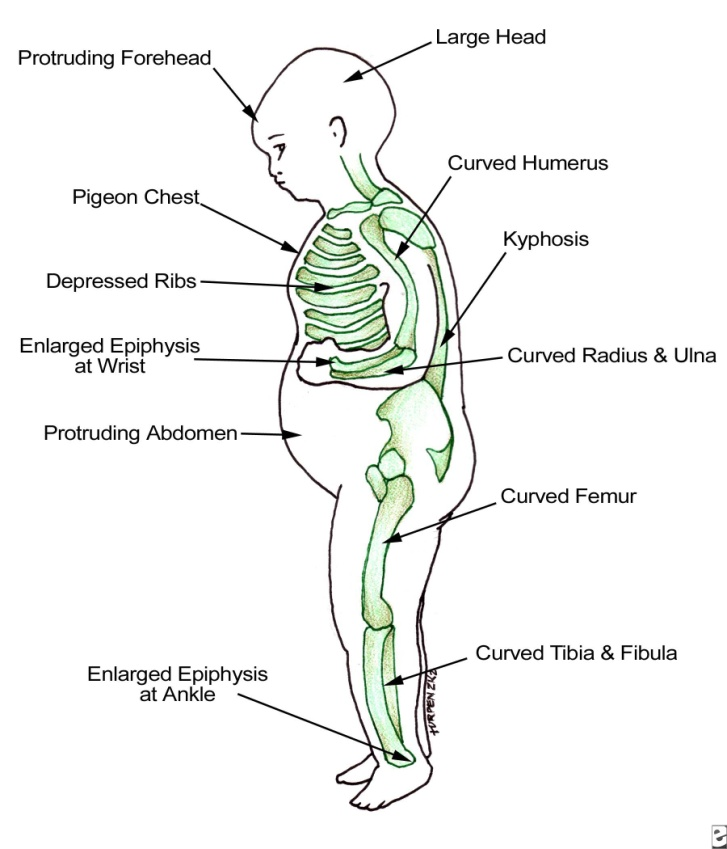 Large Head
Protruding Forehead
Curved Humerus
Pigeon Chest
Kyphosis
Depressed Ribs
Enlarged Epiphysis
at Wrist
Curved Radius & Ulna
Protruding Abdomen
Curved Femur
Curved Tibia & Fibula
Enlarged Epiphysis
at Ankle
e